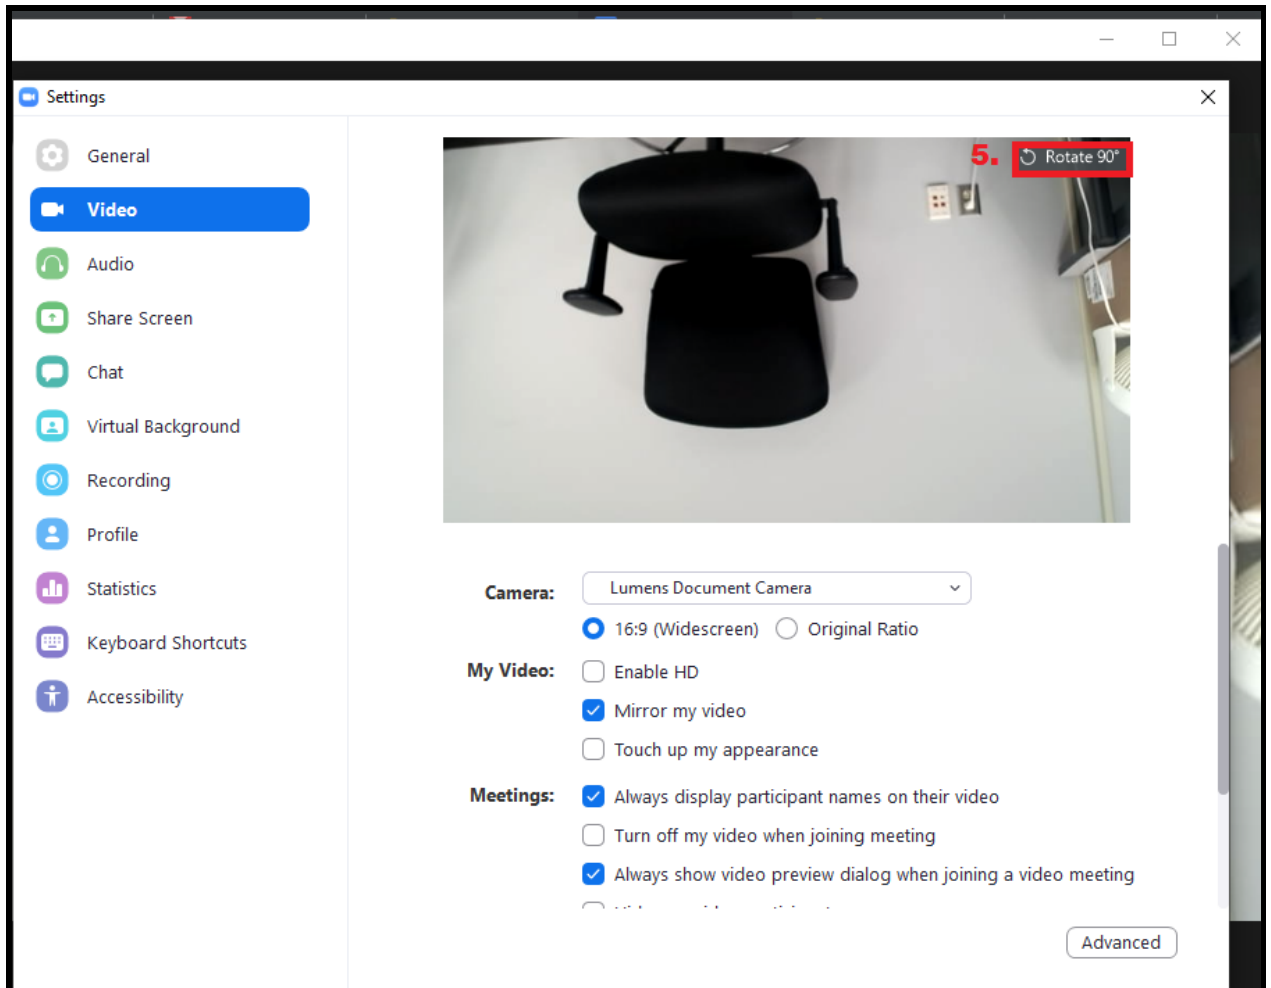 Settings
General
Video
Audio
Share Screen
Chat
Virtual Background
Recording
Profile
Statistics
Keyboard Shortcuts
Accessibility
5. Rotate 90°
Camera: Lumens Document Camera
16:9 (Widescreen) Original Ratio
My Video: Enable HD
Mirror my video
Touch up my appearance
Meetings: Always display participant names on their video
Turn off my video when joining meeting
Always show video preview dialog when joining a video meeting
Advanced